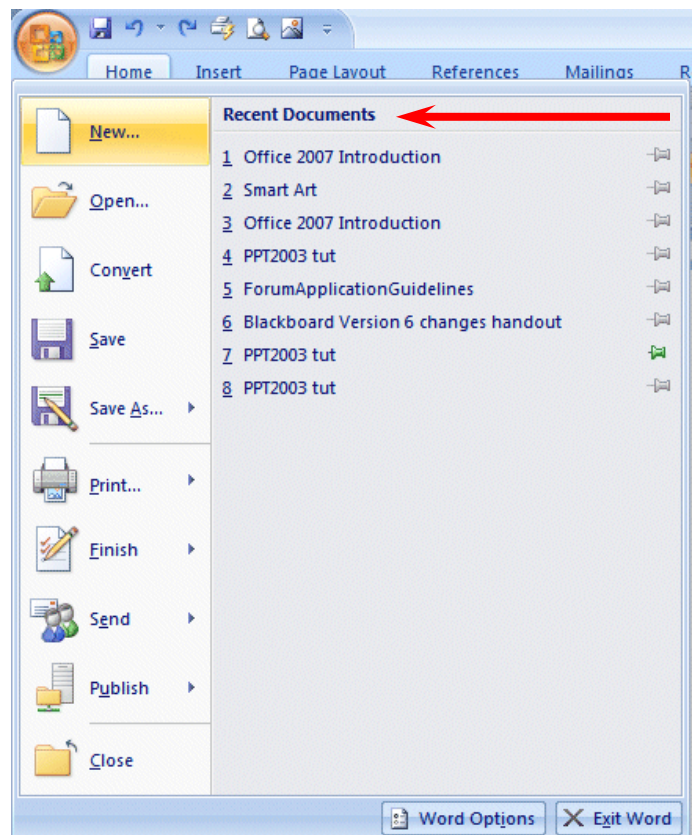 Home Insert Page Layout References Mailings R
New...
Open...
Convert
Save
Save As...
Print...
Finish
Send
Publish
Close
Recent Documents
1 Office 2007 Introduction
2 Smart Art
3 Office 2007 Introduction
4 PPT2003 tut
5 ForumApplicationGuidelines
6 Blackboard Version 6 changes handout
7 PPT2003 tut
8 PPT2003 tut
Word Options Exit Word